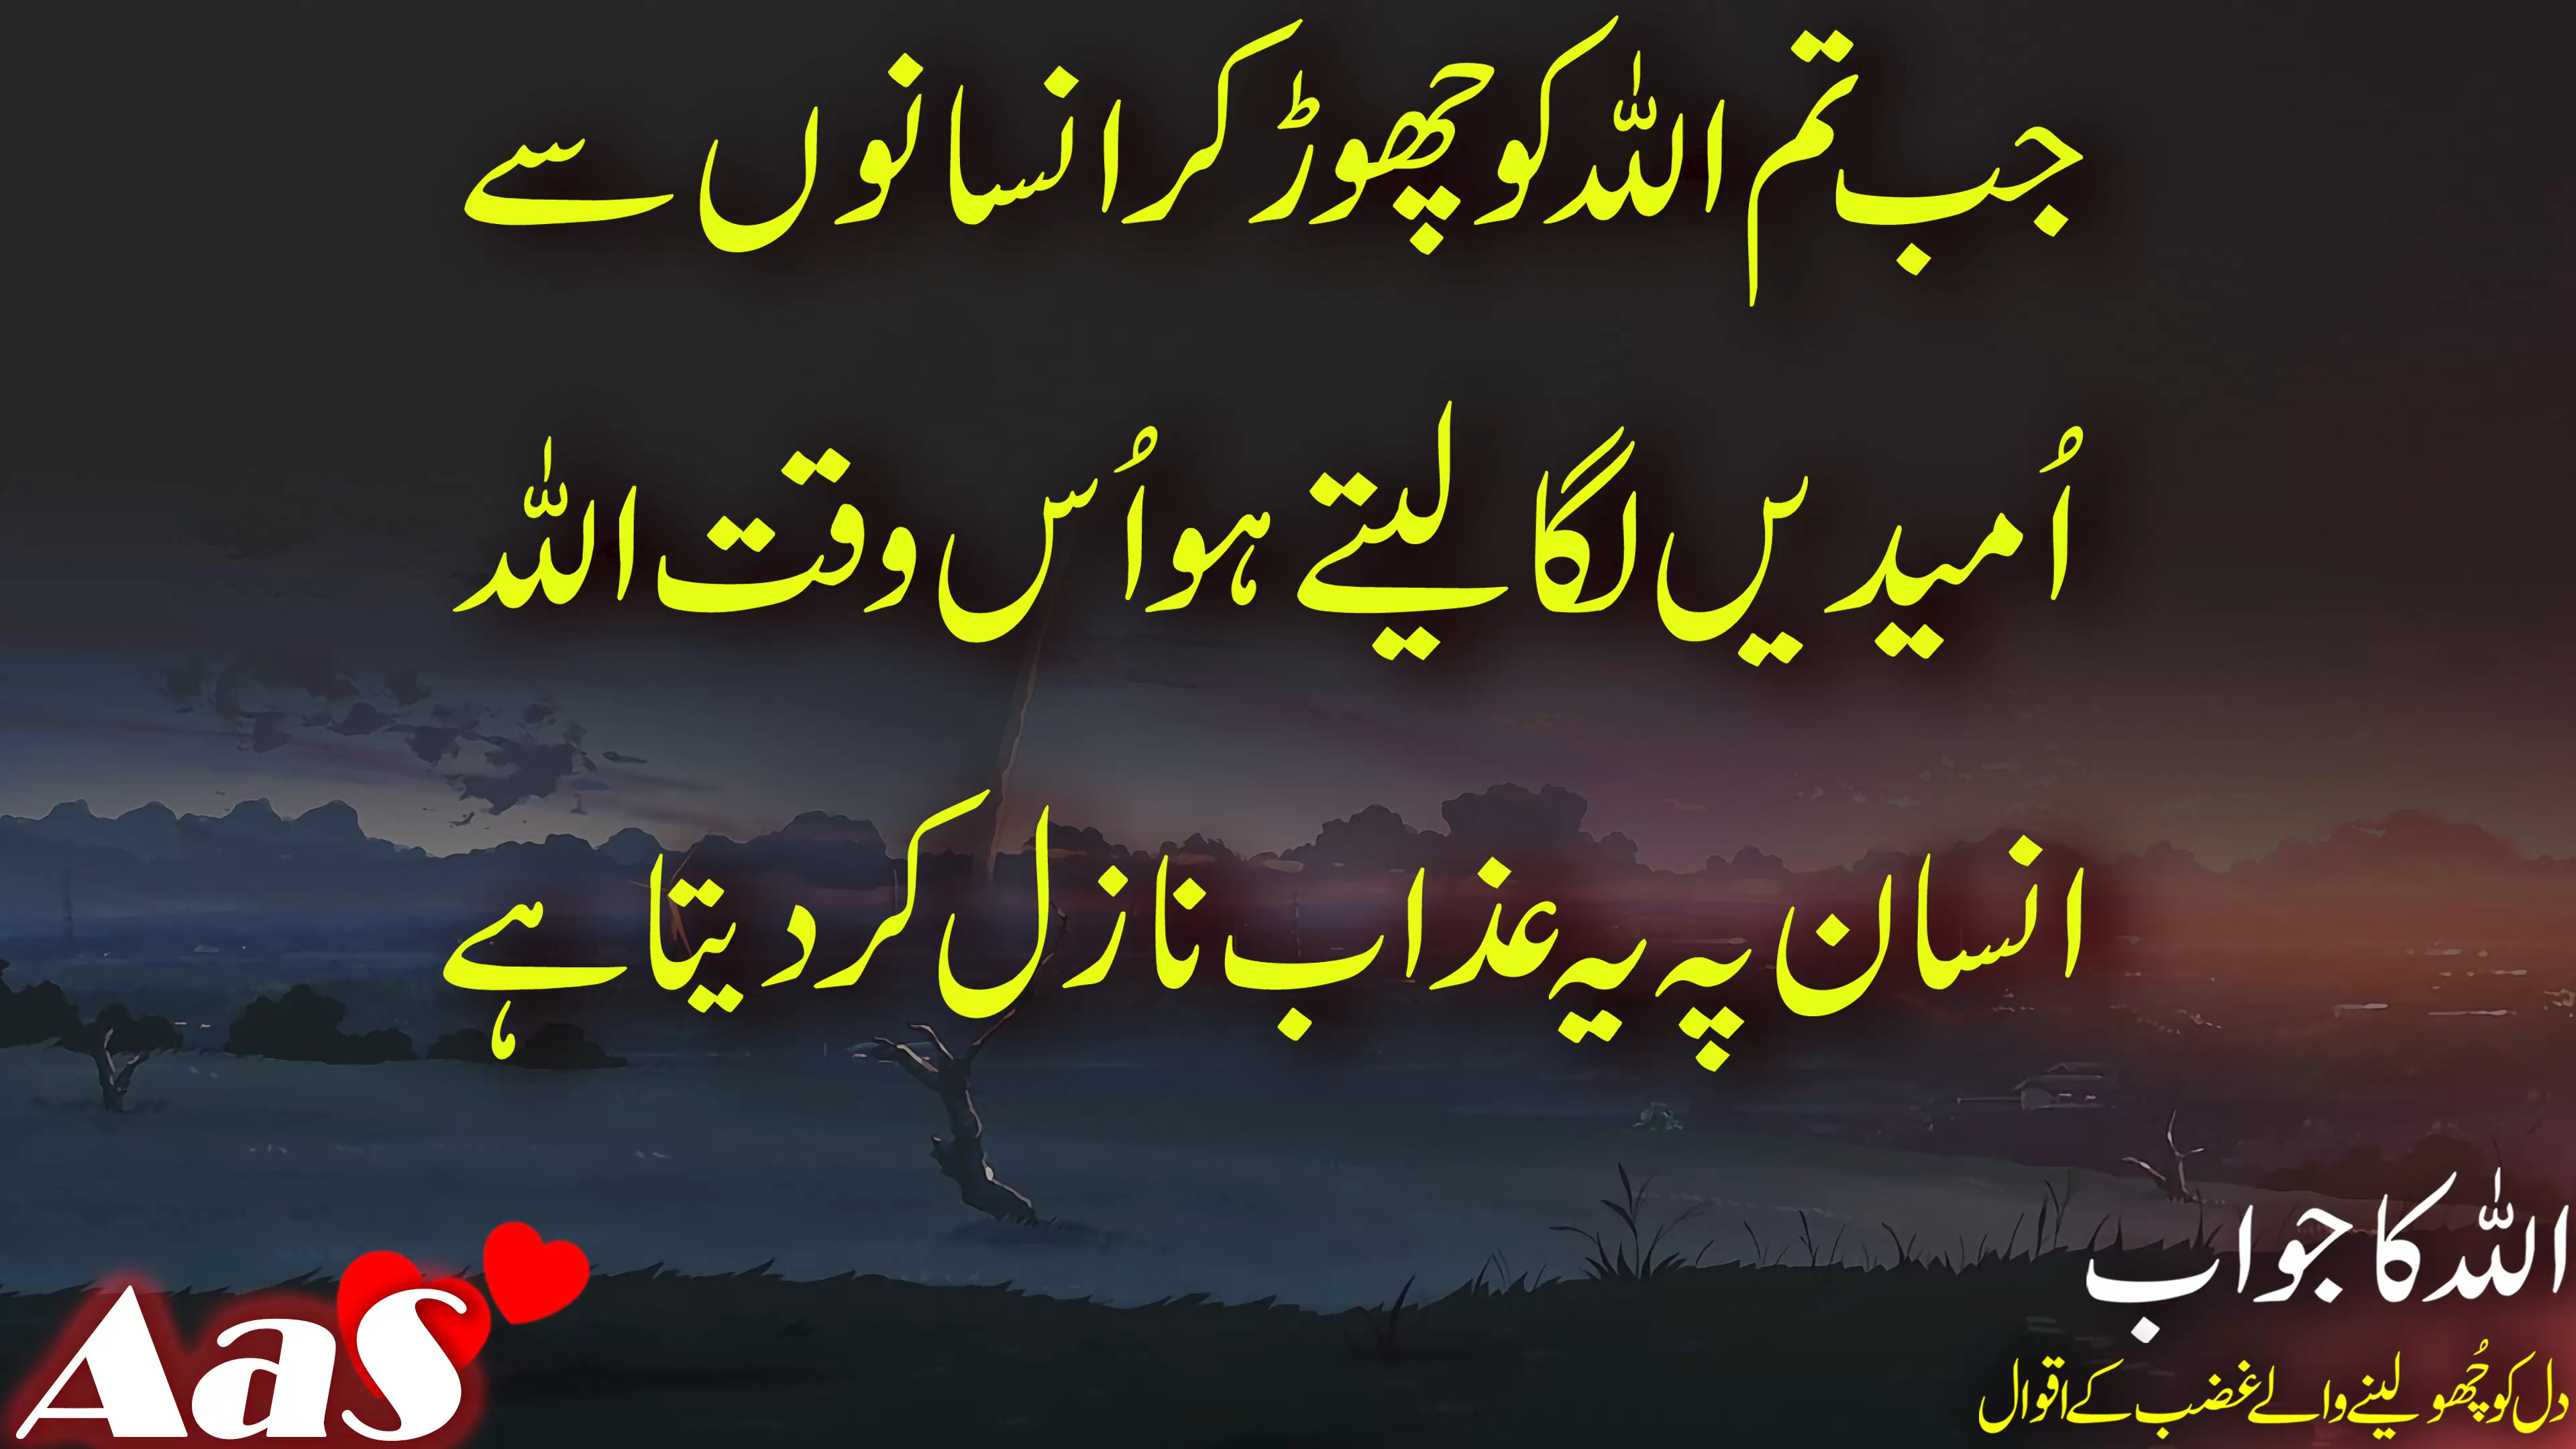 جب تم اللہ کو چھوڑ کر انسانوں سے
اُمیدیں لگا لیتے ہو اُس وقت اللہ
انسان پہ یہ عذاب نازل کر دیتا ہے
اللہ کا جواب
دل کو چُھو لینے والے غضب کے اقوال
AaS